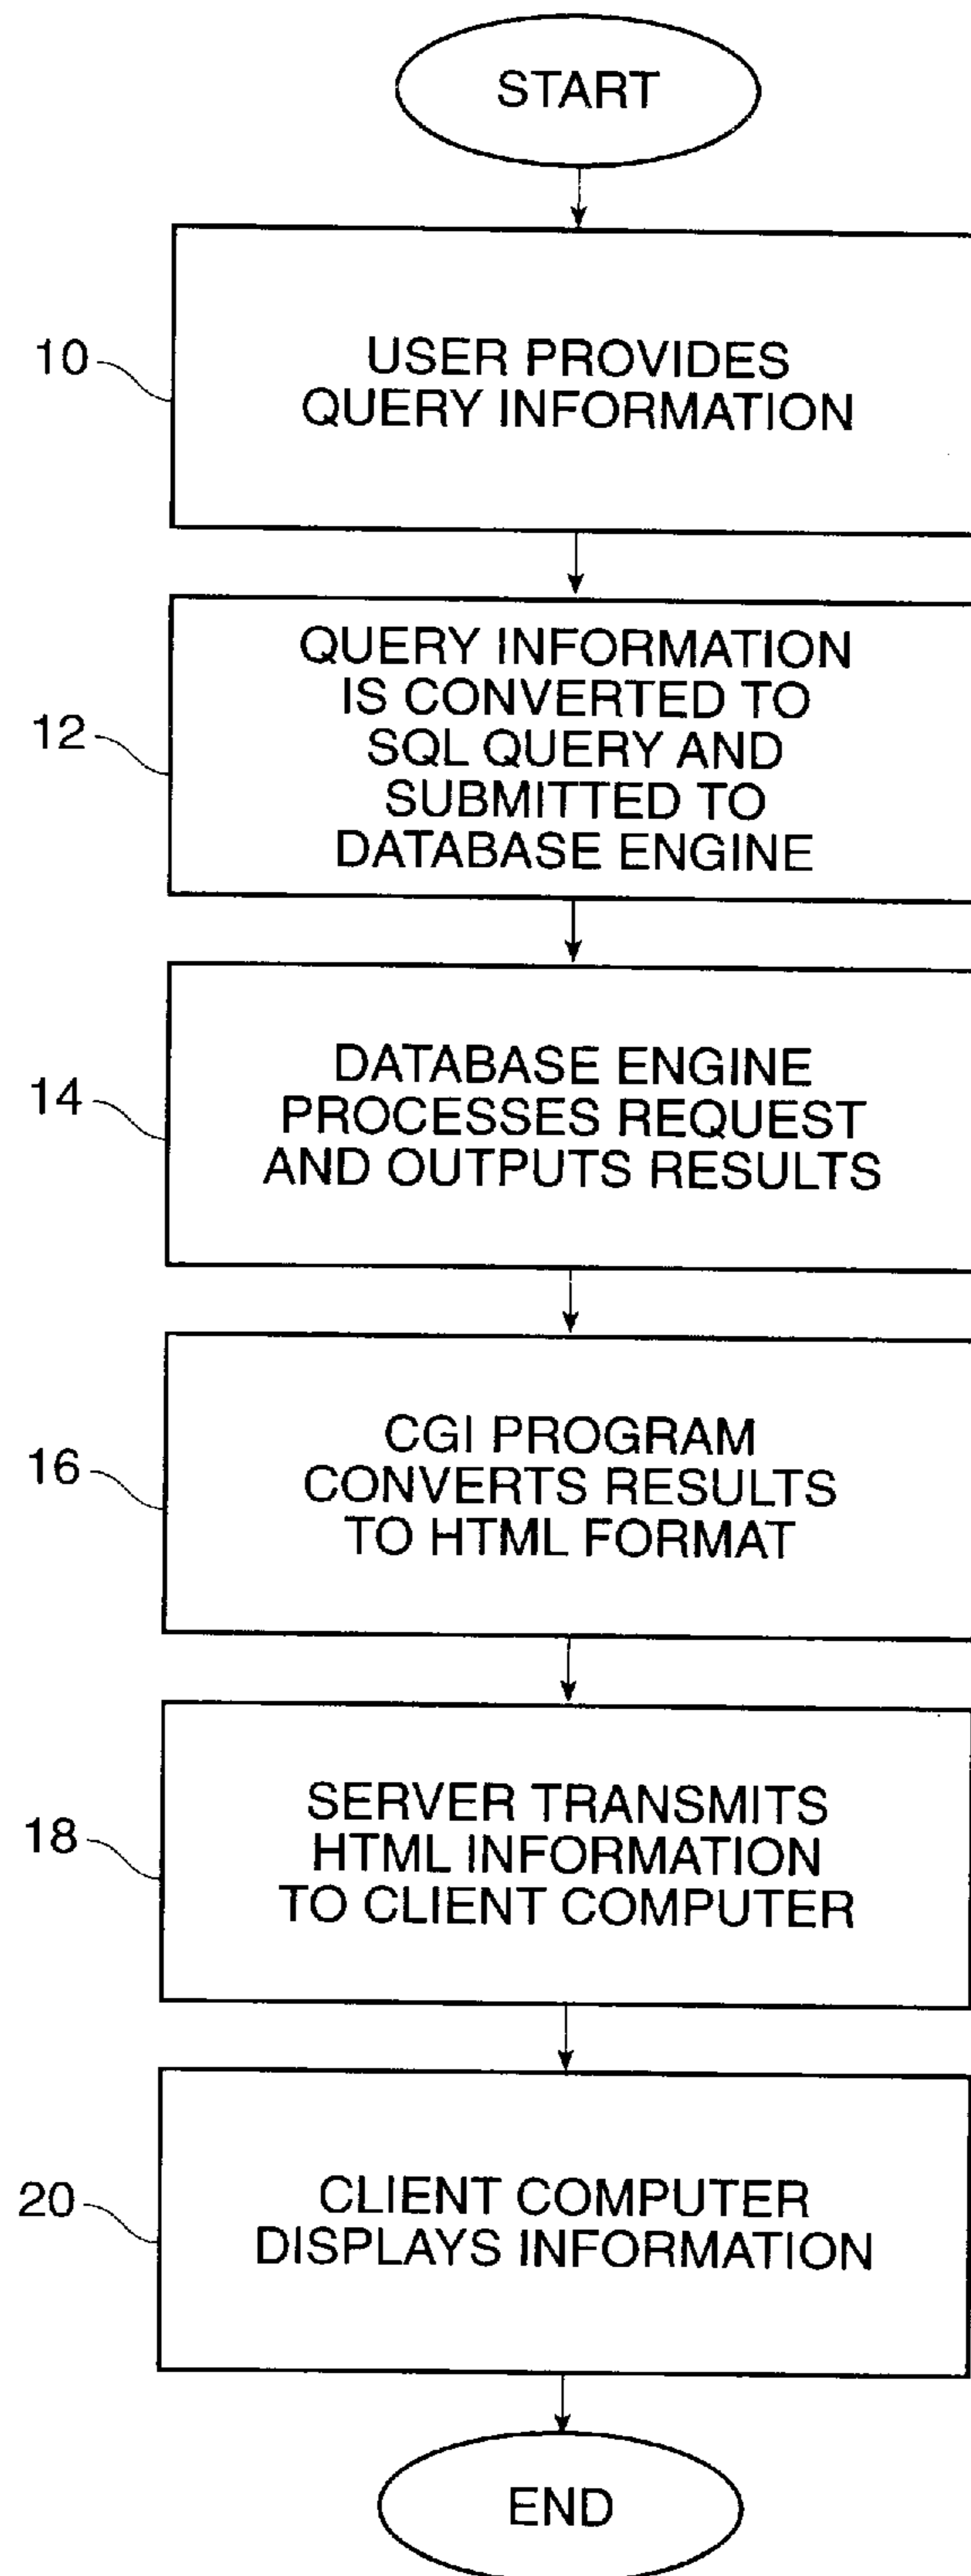 START
10
USER PROVIDES
QUERY INFORMATION
12
QUERY INFORMATION
IS CONVERTED TO
SQL QUERY AND
SUBMITTED TO
DATABASE ENGINE
14
DATABASE ENGINE
PROCESSES REQUEST
AND OUTPUTS RESULTS
16
CGI PROGRAM
CONVERTS RESULTS
TO HTML FORMAT
18
SERVER TRANSMITS
HTML INFORMATION
TO CLIENT COMPUTER
20
CLIENT COMPUTER
DISPLAYS INFORMATION
END